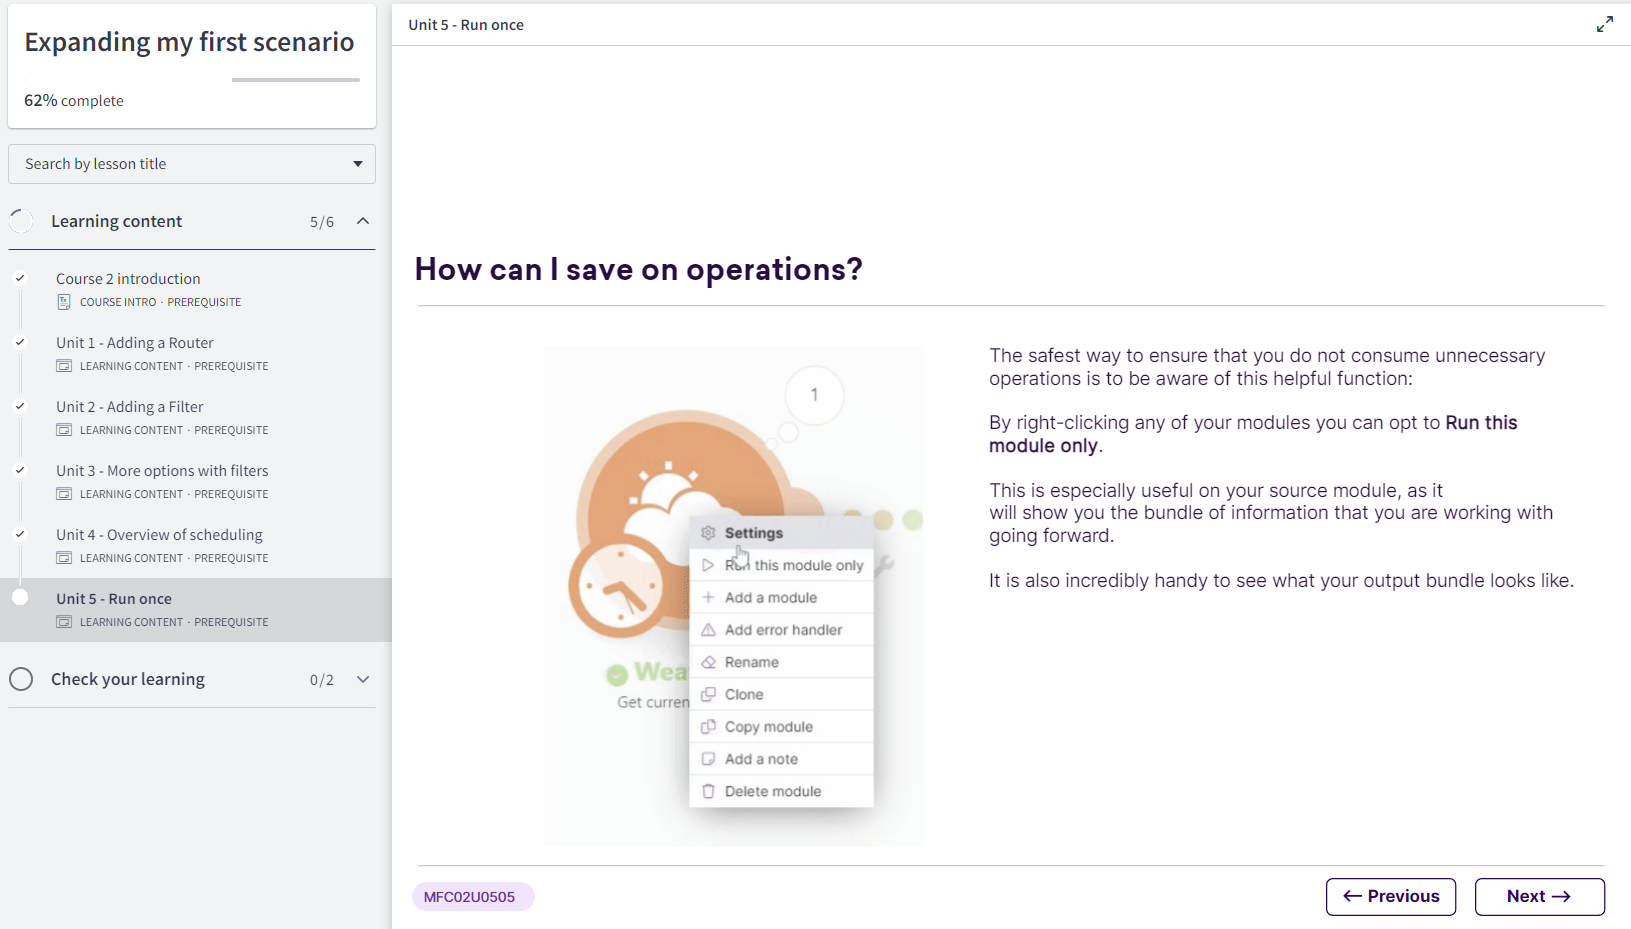 Expanding my first scenario
62% complete
Search by lesson title
Learning content 5/6
Course 2 introduction
COURSE INTRO · PREREQUISITE
Unit 1 - Adding a Router
LEARNING CONTENT · PREREQUISITE
Unit 2 - Adding a Filter
LEARNING CONTENT · PREREQUISITE
Unit 3 - More options with filters
LEARNING CONTENT · PREREQUISITE
Unit 4 - Overview of scheduling
LEARNING CONTENT · PREREQUISITE
Unit 5 - Run once
LEARNING CONTENT · PREREQUISITE
Check your learning 0/2
Unit 5 - Run once
How can I save on operations?
1
Settings
Run this module only
Add a module
Add error handler
Rename
Clone
Copy module
Add a note
Delete module
Wea
Get curren
The safest way to ensure that you do not consume unnecessary
operations is to be aware of this helpful function:
By right-clicking any of your modules you can opt to Run this
module only.
This is especially useful on your source module, as it
will show you the bundle of information that you are working with
going forward.
It is also incredibly handy to see what your output bundle looks like.
MFC02U0505
← Previous
Next →